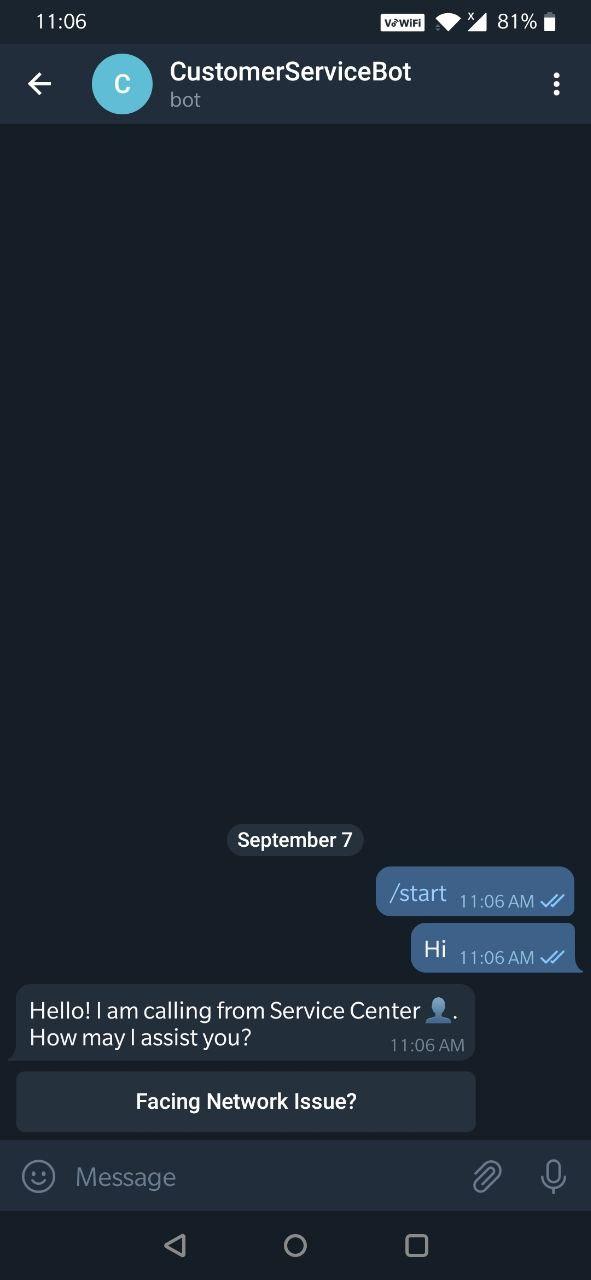 11:06
VoWiFi
x
81%
C
CustomerServiceBot
bot
September 7
/start 11:06 AM
Hi 11:06 AM
Hello! I am calling from Service Center 👤.
How may I assist you? 11:06 AM
Facing Network Issue?
Message